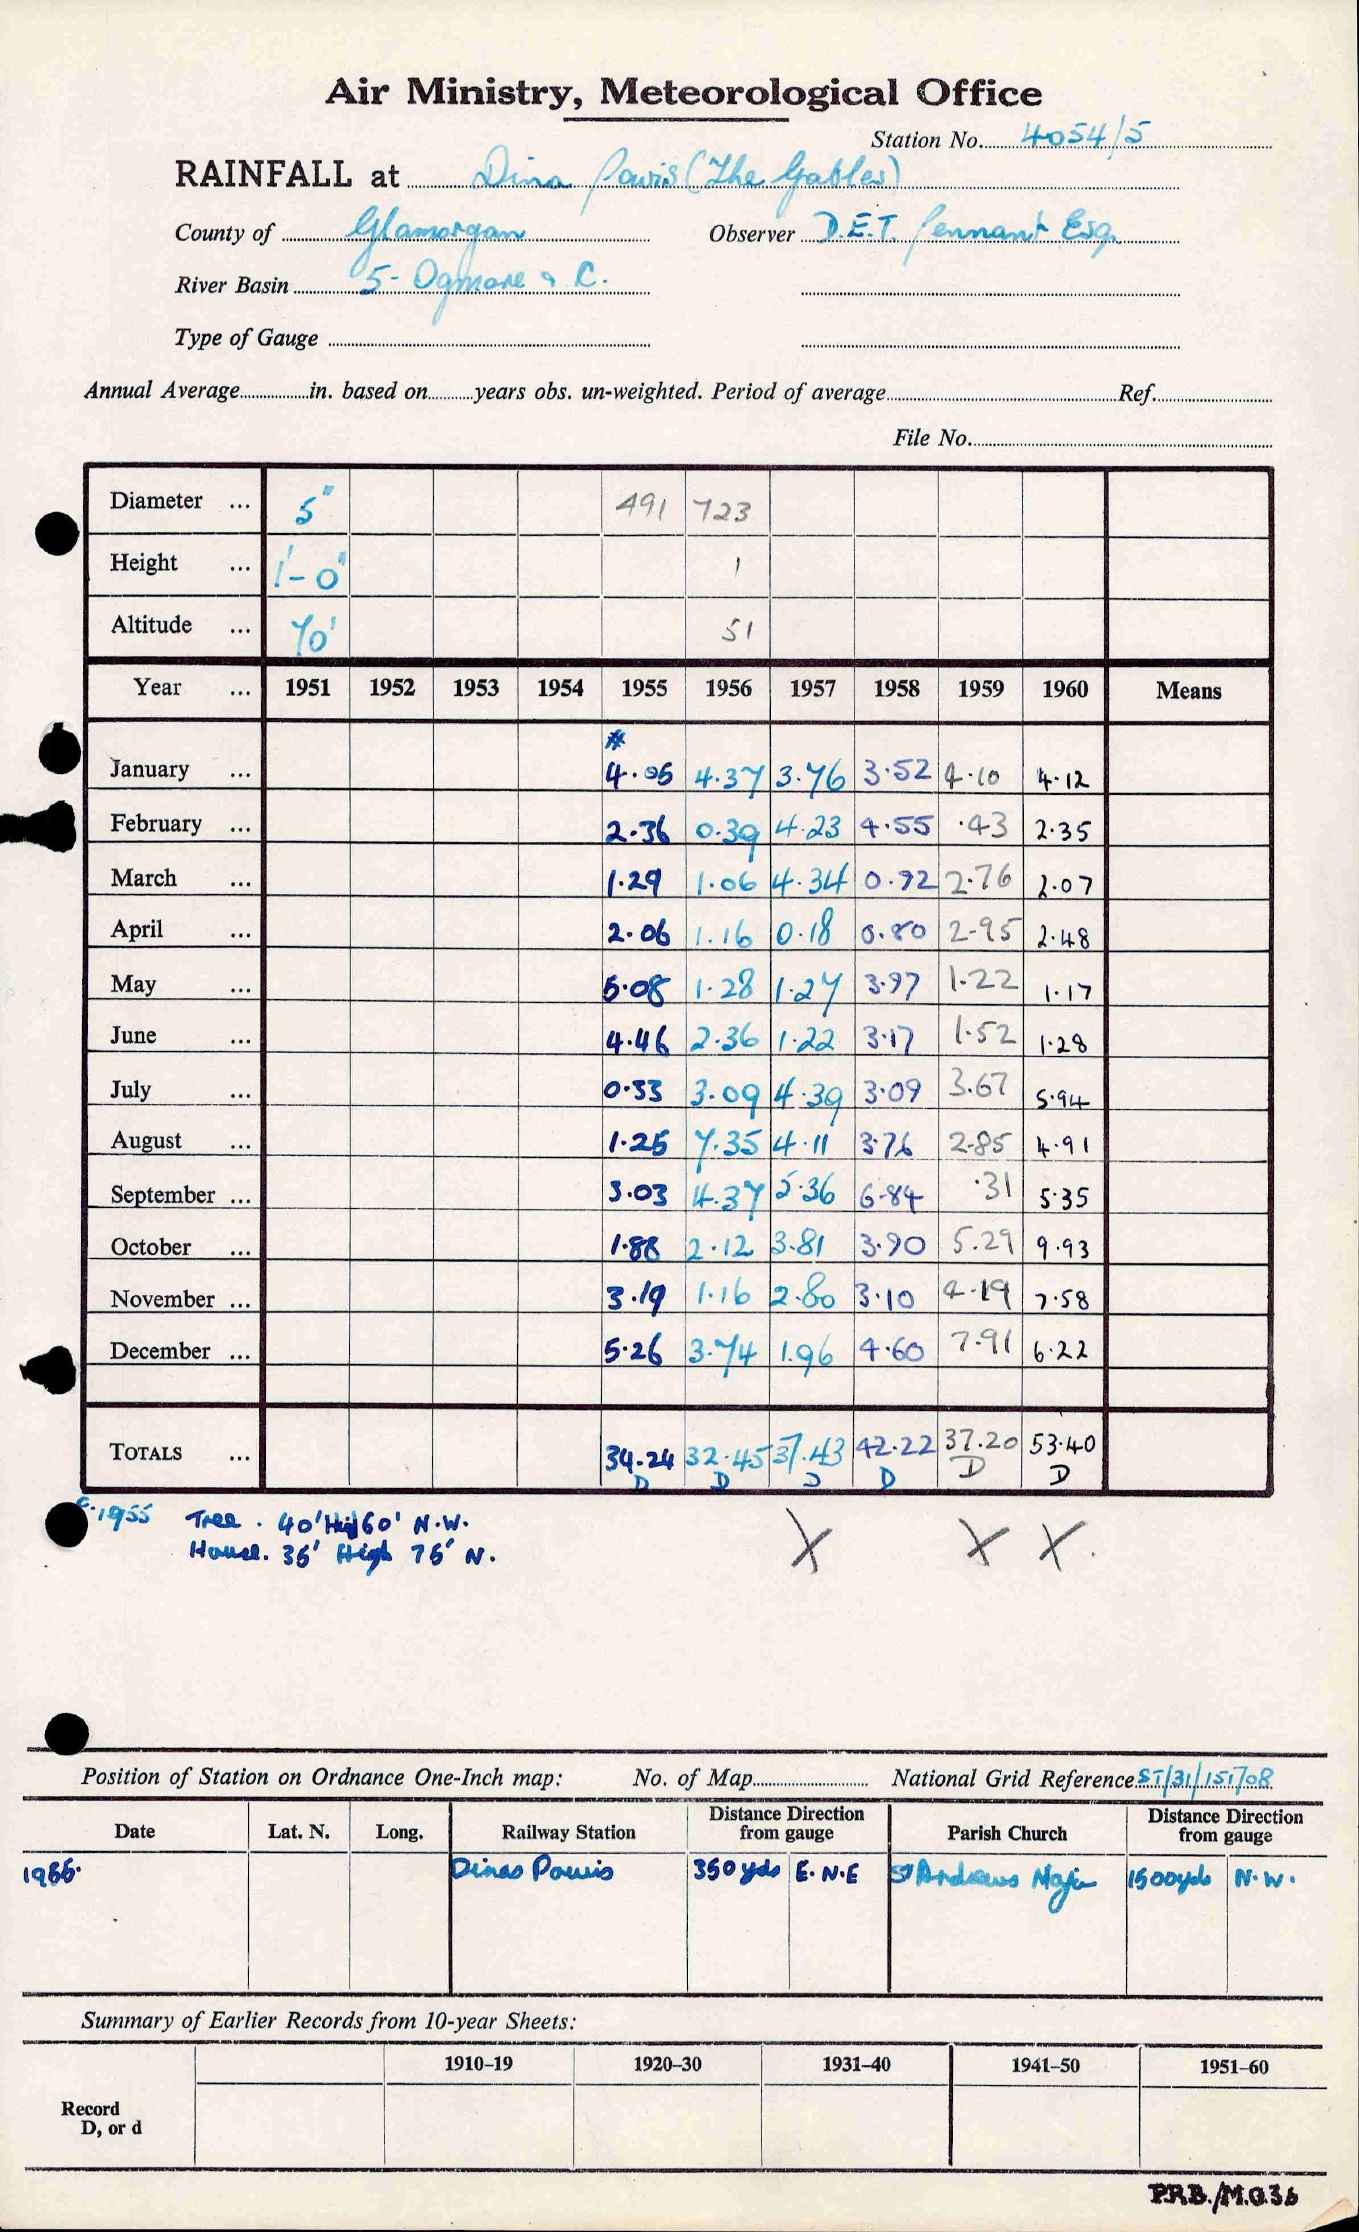 Air Ministry, Meteorological Office
Station No. 4054/5
RAINFALL at Dina Powis (The Gables)
County of Glamorgan Observer D.E.T. Pennant Esq.
River Basin 5- Ogmore & C.
Type of Gauge
Annual Average in. based on years obs. un-weighted. Period of average Ref.
File No.
Diameter ... 5" 491 723
Height ... 1'-0" 1
Altitude ... 70' 51
Year ... 1951 1952 1953 1954 1955 1956 1957 1958 1959 1960 Means
#
January ... 4.05 4.37 3.76 3.52 4.10 4.12
February ... 2.36 0.39 4.23 4.55 .43 2.35
March ... 1.29 1.06 4.34 0.92 2.76 2.07
April ... 2.06 1.16 0.18 0.80 2.95 2.48
May ... 5.08 1.28 1.27 3.97 1.22 1.17
June ... 4.46 2.36 1.22 3.17 1.52 1.28
July ... 0.33 3.09 4.39 3.09 3.67 5.94
August ... 1.25 7.35 4.11 3.76 2.85 4.91
September ... 3.03 4.37 5.36 6.84 .31 5.35
October ... 1.88 2.12 3.81 3.90 5.29 9.93
November ... 3.19 1.16 2.80 3.10 4.19 7.58
December ... 5.26 3.74 1.96 4.60 7.91 6.22
TOTALS ... 34.24 32.45 37.43 42.22 37.20 53.40
D D D D D D
c.1955 Tree. 40' High 60' N.W. X X X.
House. 35' High 75' N.
Position of Station on Ordnance One-Inch map: No. of Map National Grid Reference ST/31/151708
Date Lat. N. Long. Railway Station Distance Direction from gauge Parish Church Distance Direction from gauge
1955. Dinas Powis 350 yds E.N.E St Andrews Major 1500yds N.W.
Summary of Earlier Records from 10-year Sheets:
1910–19 1920–30 1931–40 1941–50 1951–60
Record
D, or d
P.R.B./M.O.36